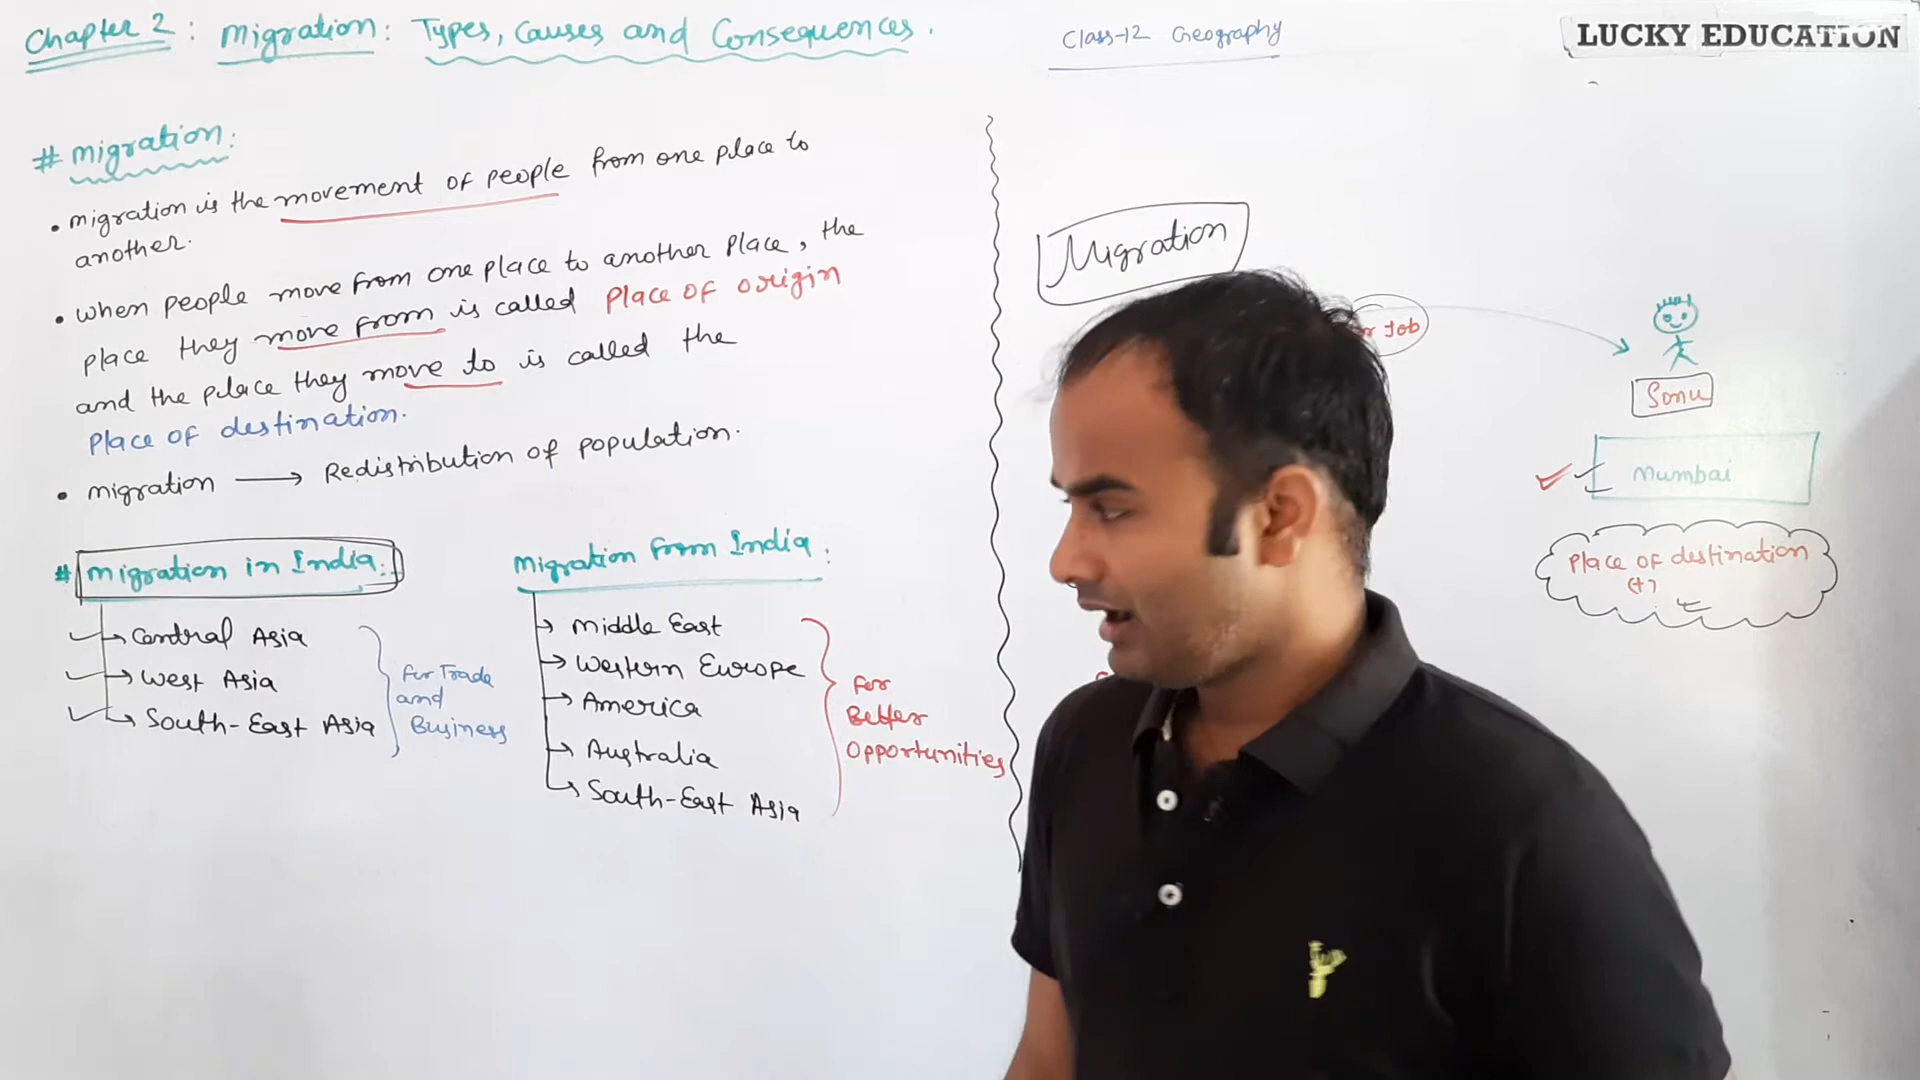 Chapter 2: Migration: Types, Causes and Consequences.
Class-12 Geography
LUCKY EDUCATION
# Migration:
• Migration is the movement of people from one place to
another.
• When people move from one place to another place, the
place they move from is called place of origin
and the place they move to is called the
place of destination.
• Migration → Redistribution of population.
# Migration in India:
Central Asia
West Asia
South-East Asia
For Trade
and
Business
Migration from India:
Middle East
Western Europe
America
Australia
South-East Asia
For
Better
Opportunities
Migration
Job
Sonu
Mumbai
Place of destination
(+)